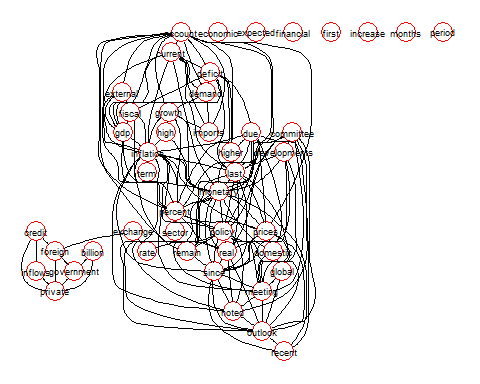 account economic expected financial first increase months period
current
deficit
external demand
fiscal growth
gdp high imports due committee
inflation higher developments
term last
monetary
percent
credit exchange sector policy prices
foreign billion rate remain real domestic
inflows government since global
private meeting
noted
outlook
recent